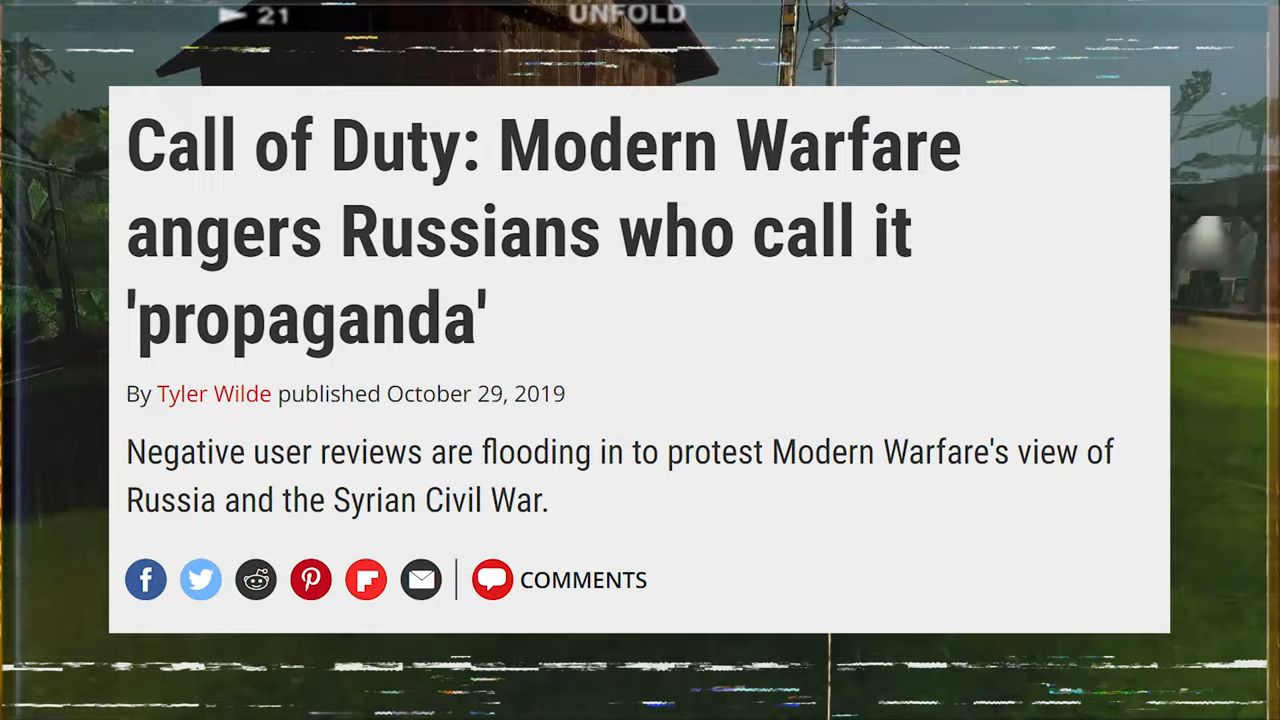 ▶ 21 UNFOLD
Call of Duty: Modern Warfare
angers Russians who call it
'propaganda'
By Tyler Wilde published October 29, 2019
Negative user reviews are flooding in to protest Modern Warfare's view of
Russia and the Syrian Civil War.
COMMENTS